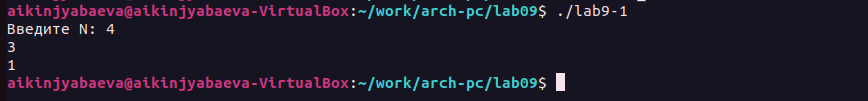 aikinjyabaeva@aikinjyabaeva-VirtualBox:~/work/arch-pc/lab09$ ./lab9-1
Введите N: 4
3
1
aikinjyabaeva@aikinjyabaeva-VirtualBox:~/work/arch-pc/lab09$